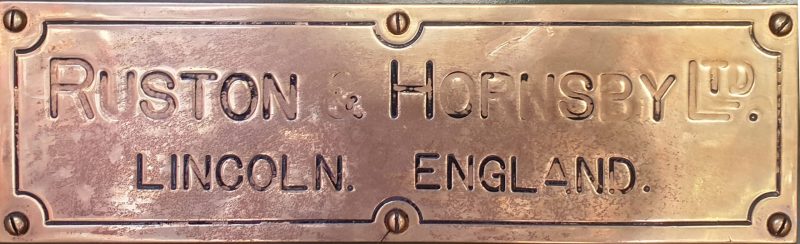 RUSTON & HORNSBY LTD.
LINCOLN. ENGLAND.